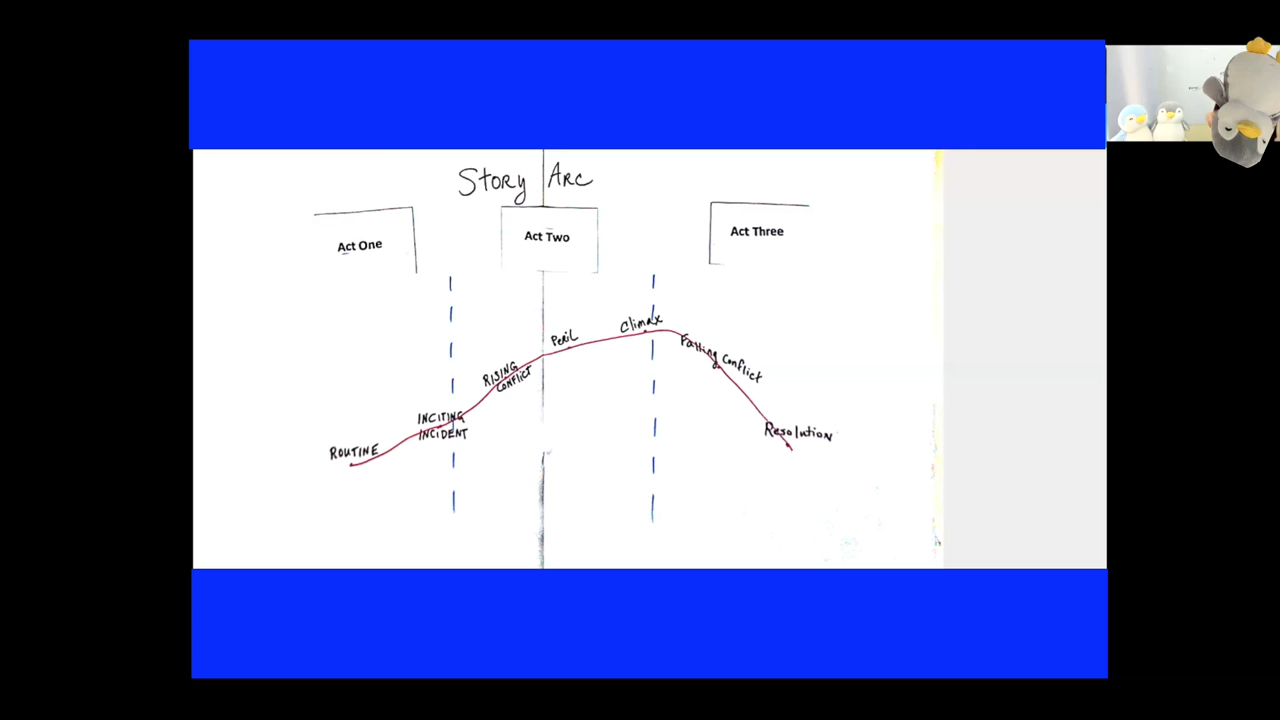 Story Arc
Act One
Act Two
Act Three
Climax
Peril
Falling Conflict
RISING
CONFLICT
INCITING
INCIDENT
Resolution
ROUTINE